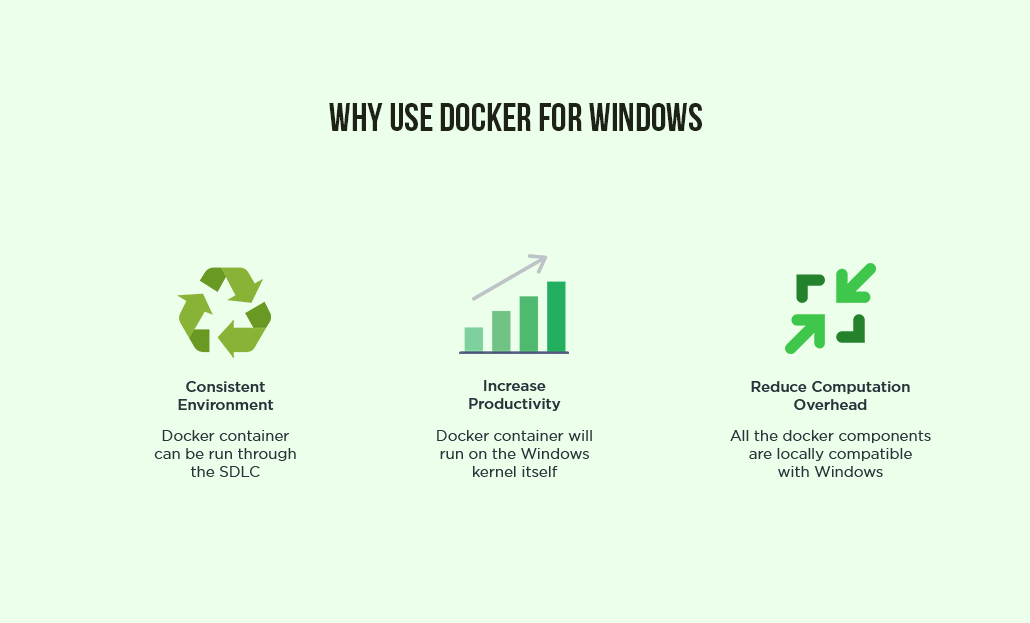 WHY USE DOCKER FOR WINDOWS
Consistent
Environment
Docker container
can be run through
the SDLC
Increase
Productivity
Docker container will
run on the Windows
kernel itself
Reduce Computation
Overhead
All the docker components
are locally compatible
with Windows